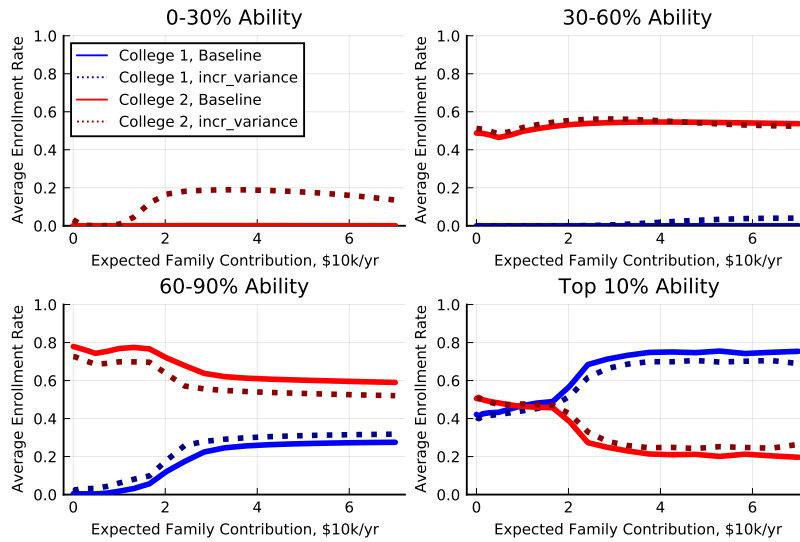 0-30% Ability
30-60% Ability
Average Enrollment Rate
1.0
0.8
0.6
0.4
0.2
0.0
College 1, Baseline
College 1, incr_variance
College 2, Baseline
College 2, incr_variance
0 2 4 6
Expected Family Contribution, $10k/yr
Average Enrollment Rate
1.0
0.8
0.6
0.4
0.2
0.0
0 2 4 6
Expected Family Contribution, $10k/yr
60-90% Ability
Top 10% Ability
Average Enrollment Rate
1.0
0.8
0.6
0.4
0.2
0.0
0 2 4 6
Expected Family Contribution, $10k/yr
Average Enrollment Rate
1.0
0.8
0.6
0.4
0.2
0.0
0 2 4 6
Expected Family Contribution, $10k/yr